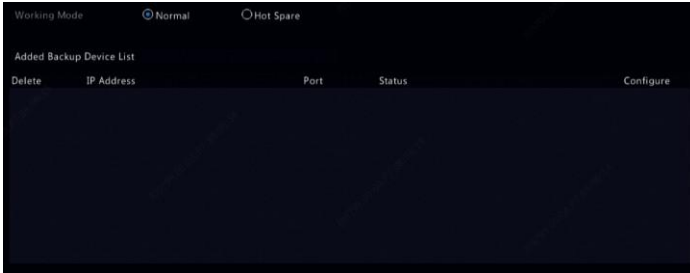 Working Mode Normal Hot Spare
Added Backup Device List
Delete IP Address Port Status Configure